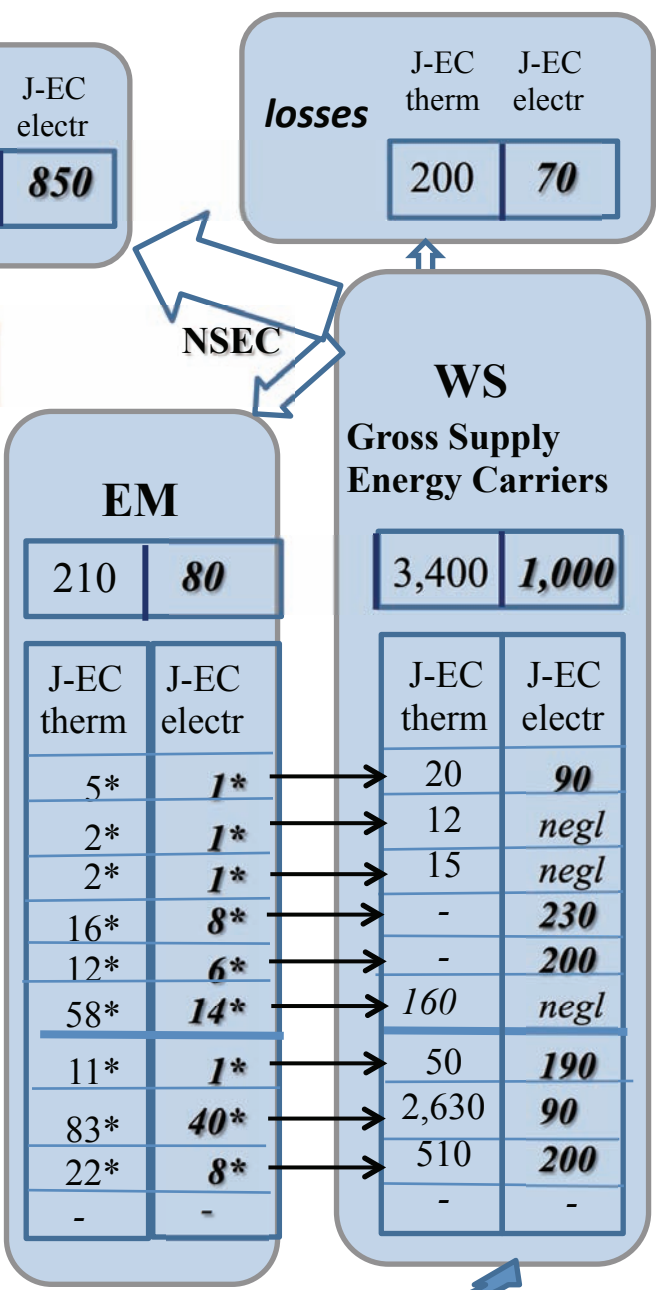 J-EC
electr
850
losses
J-EC
therm
J-EC
electr
200 70
NSEC
EM
210 80
J-EC
therm
J-EC
electr
5* 1*
2* 1*
2* 1*
16* 8*
12* 6*
58* 14*
11* 1*
83* 40*
22* 8*
- -
WS
Gross Supply
Energy Carriers
3,400 1,000
J-EC
therm
J-EC
electr
20 90
12 negl
15 negl
- 230
- 200
160 negl
50 190
2,630 90
510 200
- -